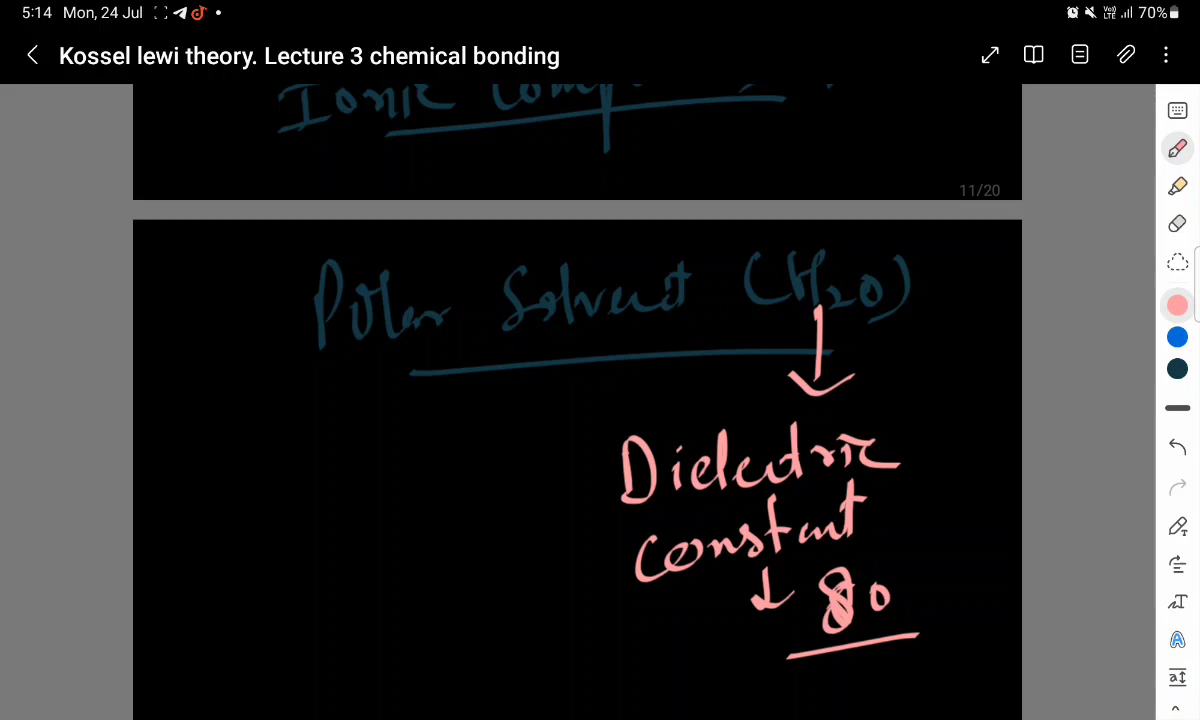 5:14 Mon, 24 Jul 70%
Kossel lewi theory. Lecture 3 chemical bonding
Ionic
11/20
Polar Solvent (H2O)
Dielectric
constant
↓ 80